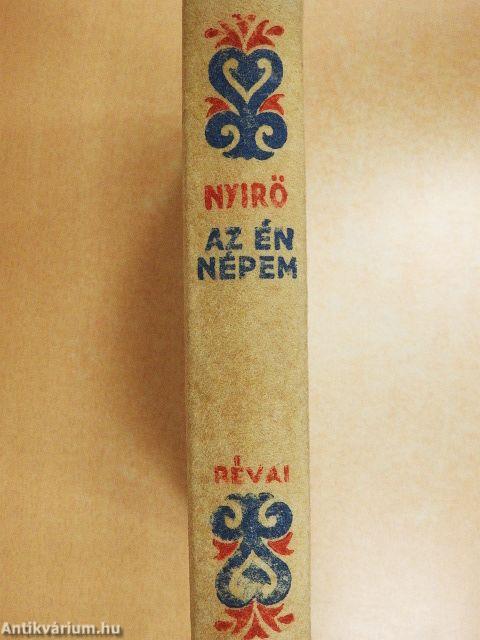 NYIRŐ
AZ ÉN
NÉPEM
RÉVAI
Antikvárium.hu